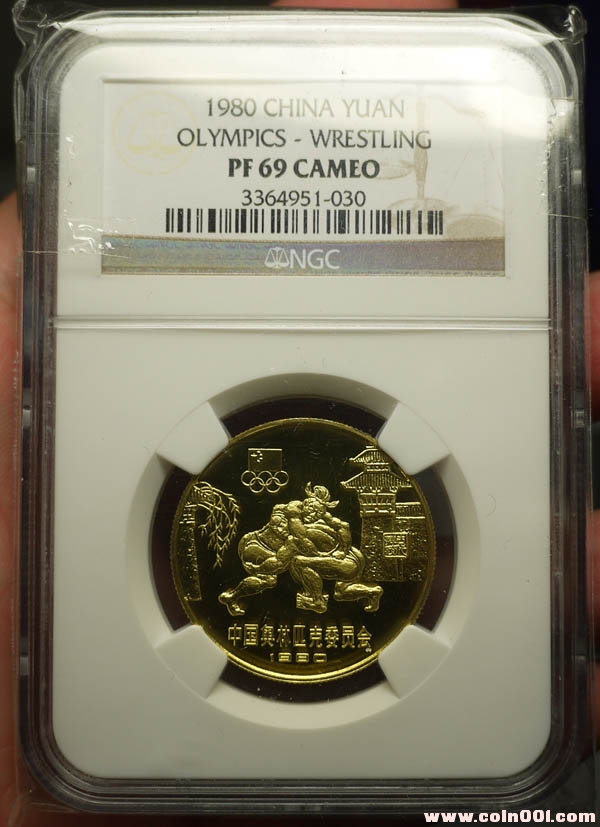 1980 CHINA YUAN
OLYMPICS - WRESTLING
PF 69 CAMEO
3364951-030
NGC
中国奥林匹克委员会
1980
www.coin001.com